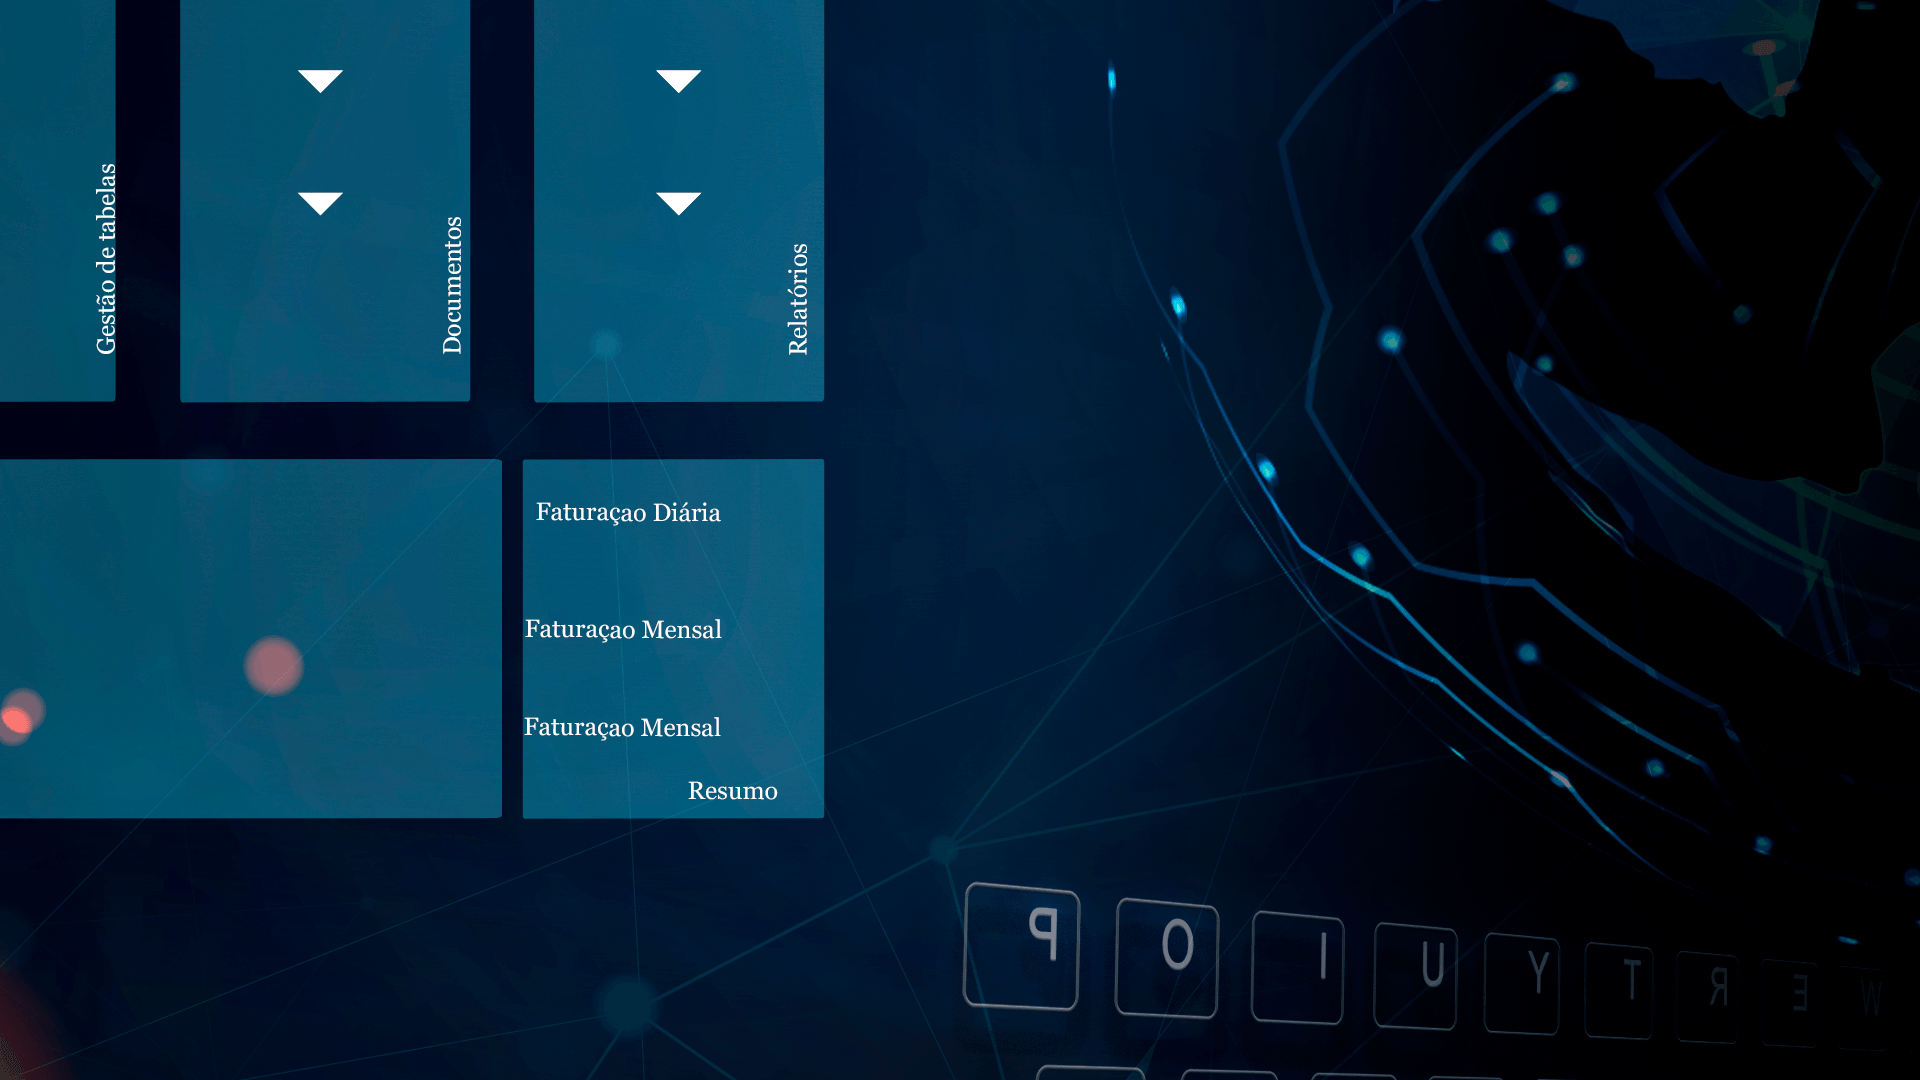 Gestão de tabelas
Documentos
Relatórios
Faturaçao Diária
Faturaçao Mensal
Faturaçao Mensal
Resumo
P O I U Y T R E W